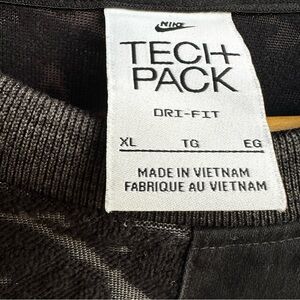 NIKE
TECH
PACK
DRI-FIT
XL TG EG
MADE IN VIETNAM
FABRIQUE AU VIETNAM